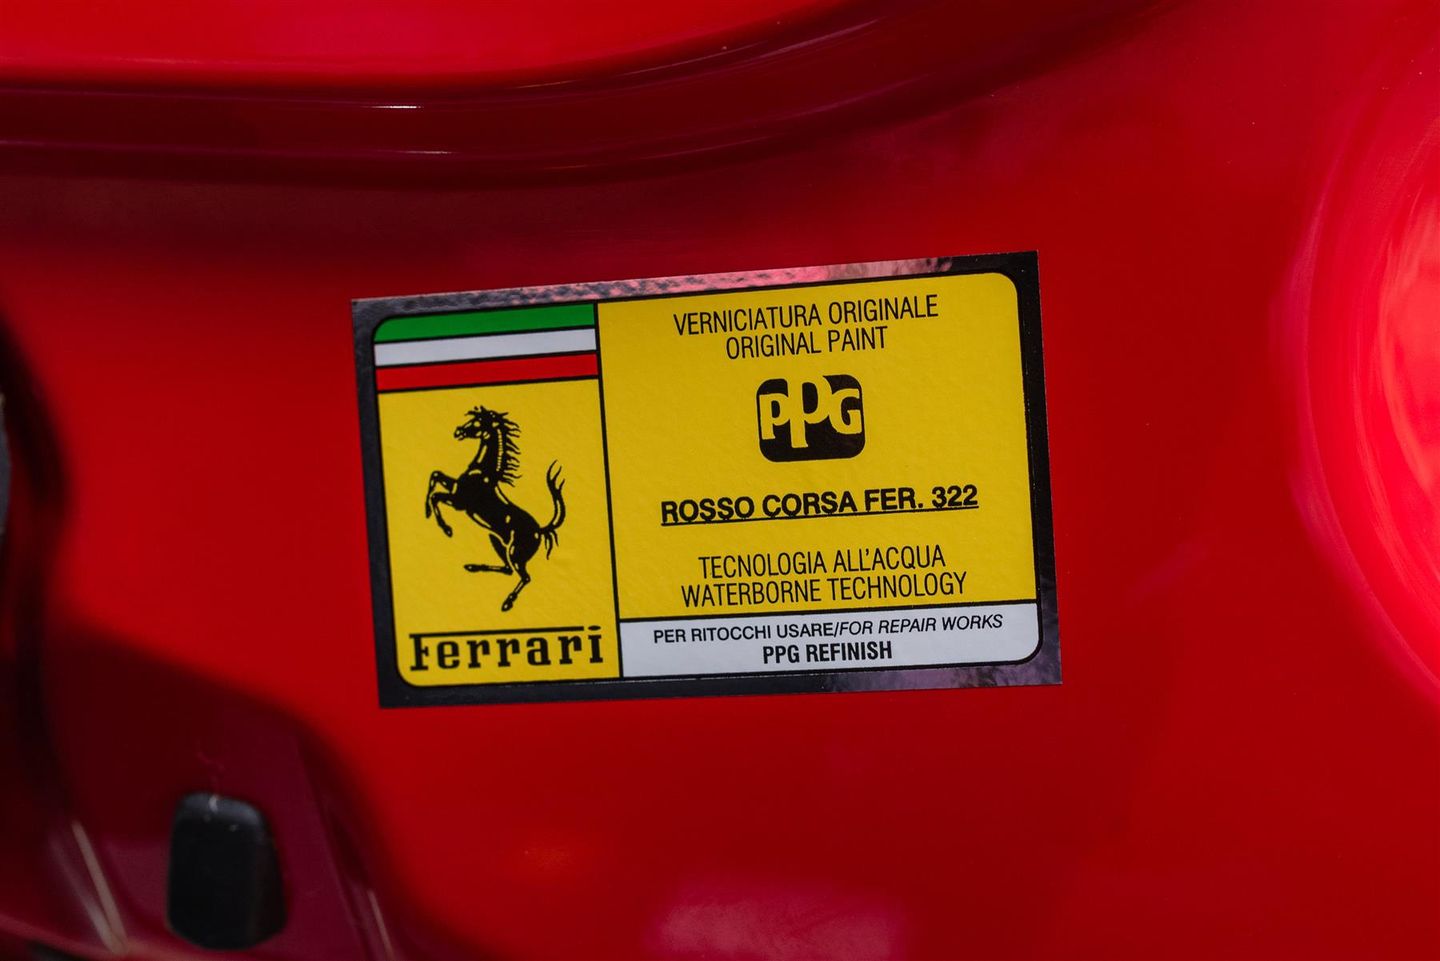 VERNICIATURA ORIGINALE
ORIGINAL PAINT
PPG
ROSSO CORSA FER. 322
TECNOLOGIA ALL'ACQUA
WATERBORNE TECHNOLOGY
PER RITOCCHI USARE/FOR REPAIR WORKS
PPG REFINISH
Ferrari